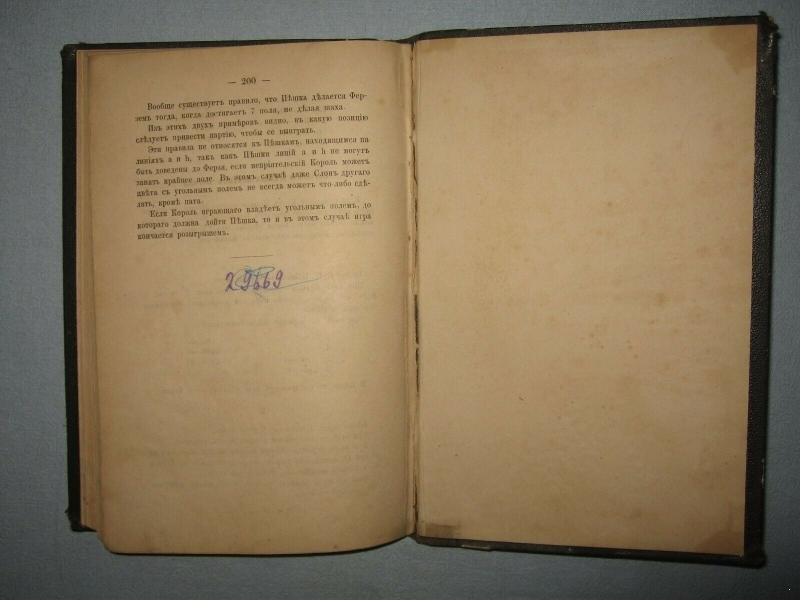 — 200 —
Вообще существуетъ правило, что Пѣшка дѣлается Фер-
земъ тогда, когда достигаетъ 7 поля, не дѣлая шаха.
Изъ этихъ двухъ примѣровъ видно, въ какую позицію
слѣдуетъ привести партію, чтобы ее выиграть.
Эти правила не относятся къ Пѣшкамъ, находящимся на
линіяхъ a и h, такъ какъ Пѣшки линій a и h не могутъ
быть доведены до Ферзя, если непріятельскій Король можетъ
занять крайнее поле. Въ этомъ случаѣ даже Слонъ другаго
цвѣта съ угольнымъ полемъ не всегда можетъ что-либо сдѣ-
лать, кромѣ пата.
Если Король играющаго владѣетъ угольнымъ полемъ, до
котораго должна дойти Пѣшка, то и въ этомъ случаѣ игра
кончается розыгрышемъ.
29669